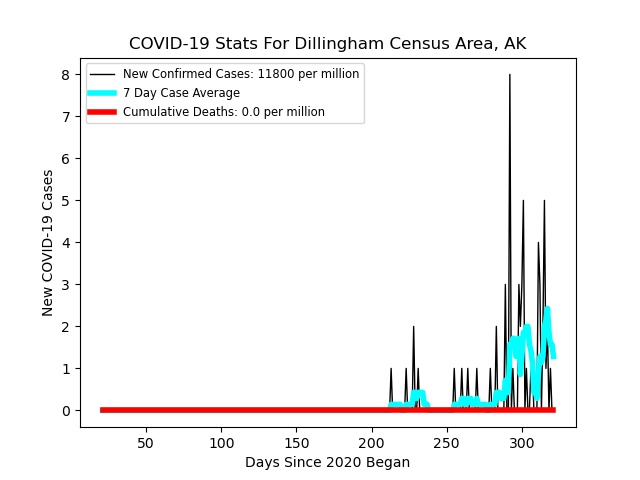 COVID-19 Stats For Dillingham Census Area, AK
New Confirmed Cases: 11800 per million
7 Day Case Average
Cumulative Deaths: 0.0 per million
New COVID-19 Cases
8
7
6
5
4
3
2
1
0
50 100 150 200 250 300
Days Since 2020 Began